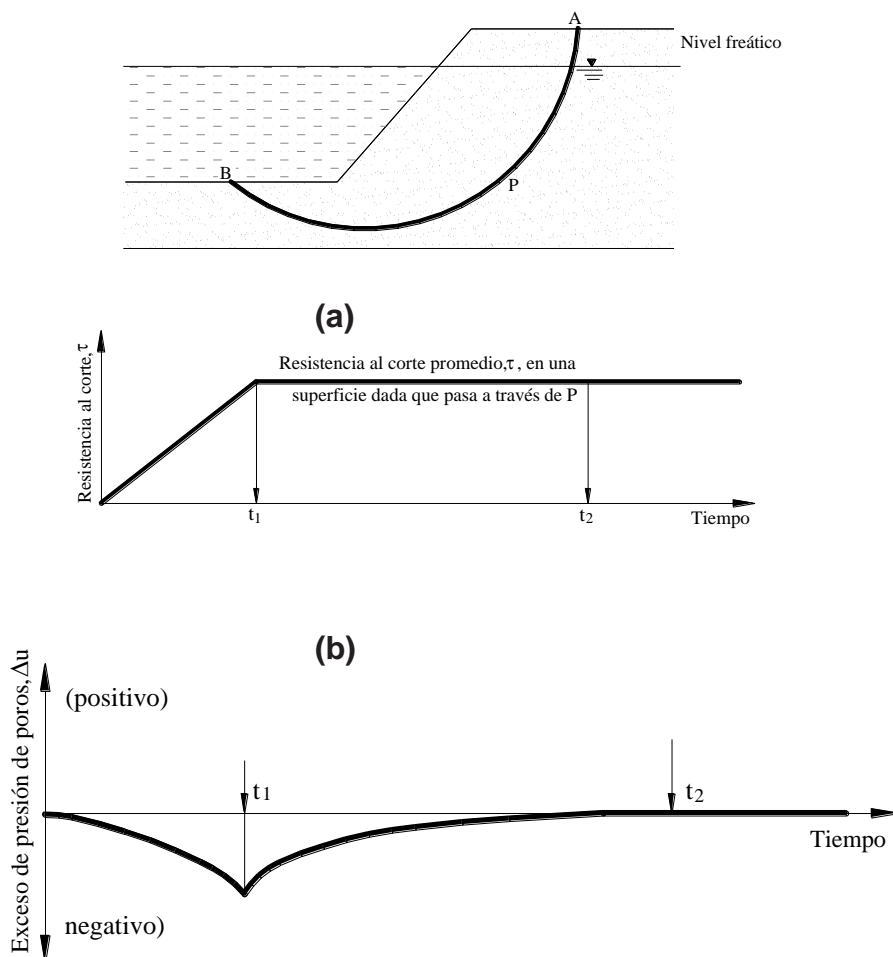 A
Nivel freático
B
P
(a)
Resistencia al corte,τ
Resistencia al corte promedio,τ, en una
superficie dada que pasa a través de P
t1
t2
Tiempo
(b)
Exceso de presión de poros,Δu
(positivo)
t1
t2
Tiempo
negativo)